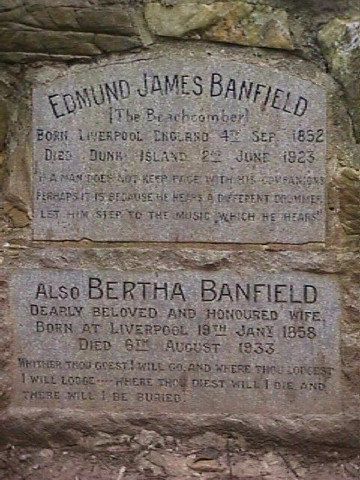 EDMUND JAMES BANFIELD
(The Beachcomber)
BORN LIVERPOOL ENGLAND 4TH SEP. 1852
DIED DUNK ISLAND 2ND JUNE 1923
IF A MAN DOES NOT KEEP PACE WITH HIS COMPANIONS
PERHAPS IT IS BECAUSE HE HEARS A DIFFERENT DRUMMER.
LET HIM STEP TO THE MUSIC WHICH HE HEARS"
ALSO BERTHA BANFIELD
DEARLY BELOVED AND HONOURED WIFE.
BORN AT LIVERPOOL 19TH JANY 1858
DIED 6TH AUGUST 1933
WHITHER THOU GOEST I WILL GO, AND WHERE THOU LODGEST
I WILL LODGE ---- WHERE THOU DIEST WILL I DIE AND
THERE WILL I BE BURIED.